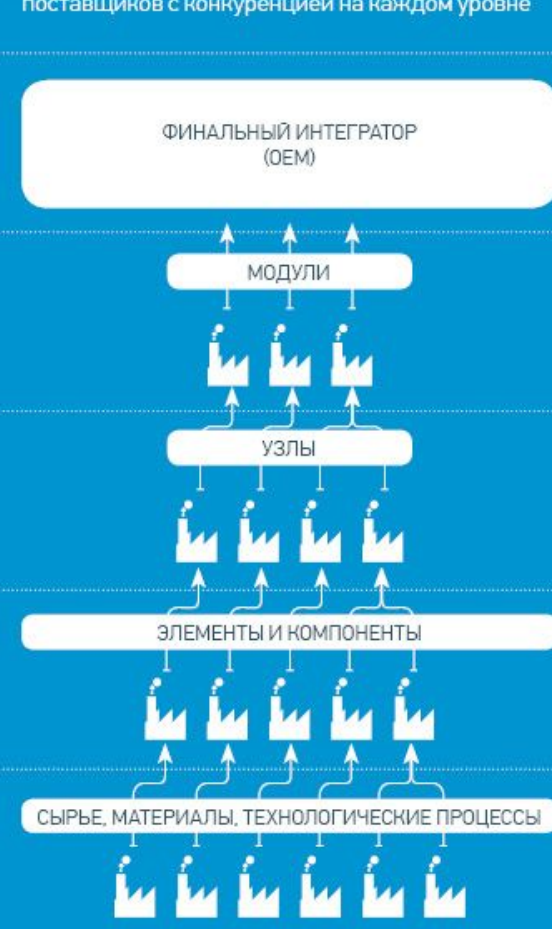 поставщиков с конкуренцией на каждом уровне
ФИНАЛЬНЫЙ ИНТЕГРАТОР
(OEM)
МОДУЛИ
УЗЛЫ
ЭЛЕМЕНТЫ И КОМПОНЕНТЫ
СЫРЬЕ, МАТЕРИАЛЫ, ТЕХНОЛОГИЧЕСКИЕ ПРОЦЕССЫ